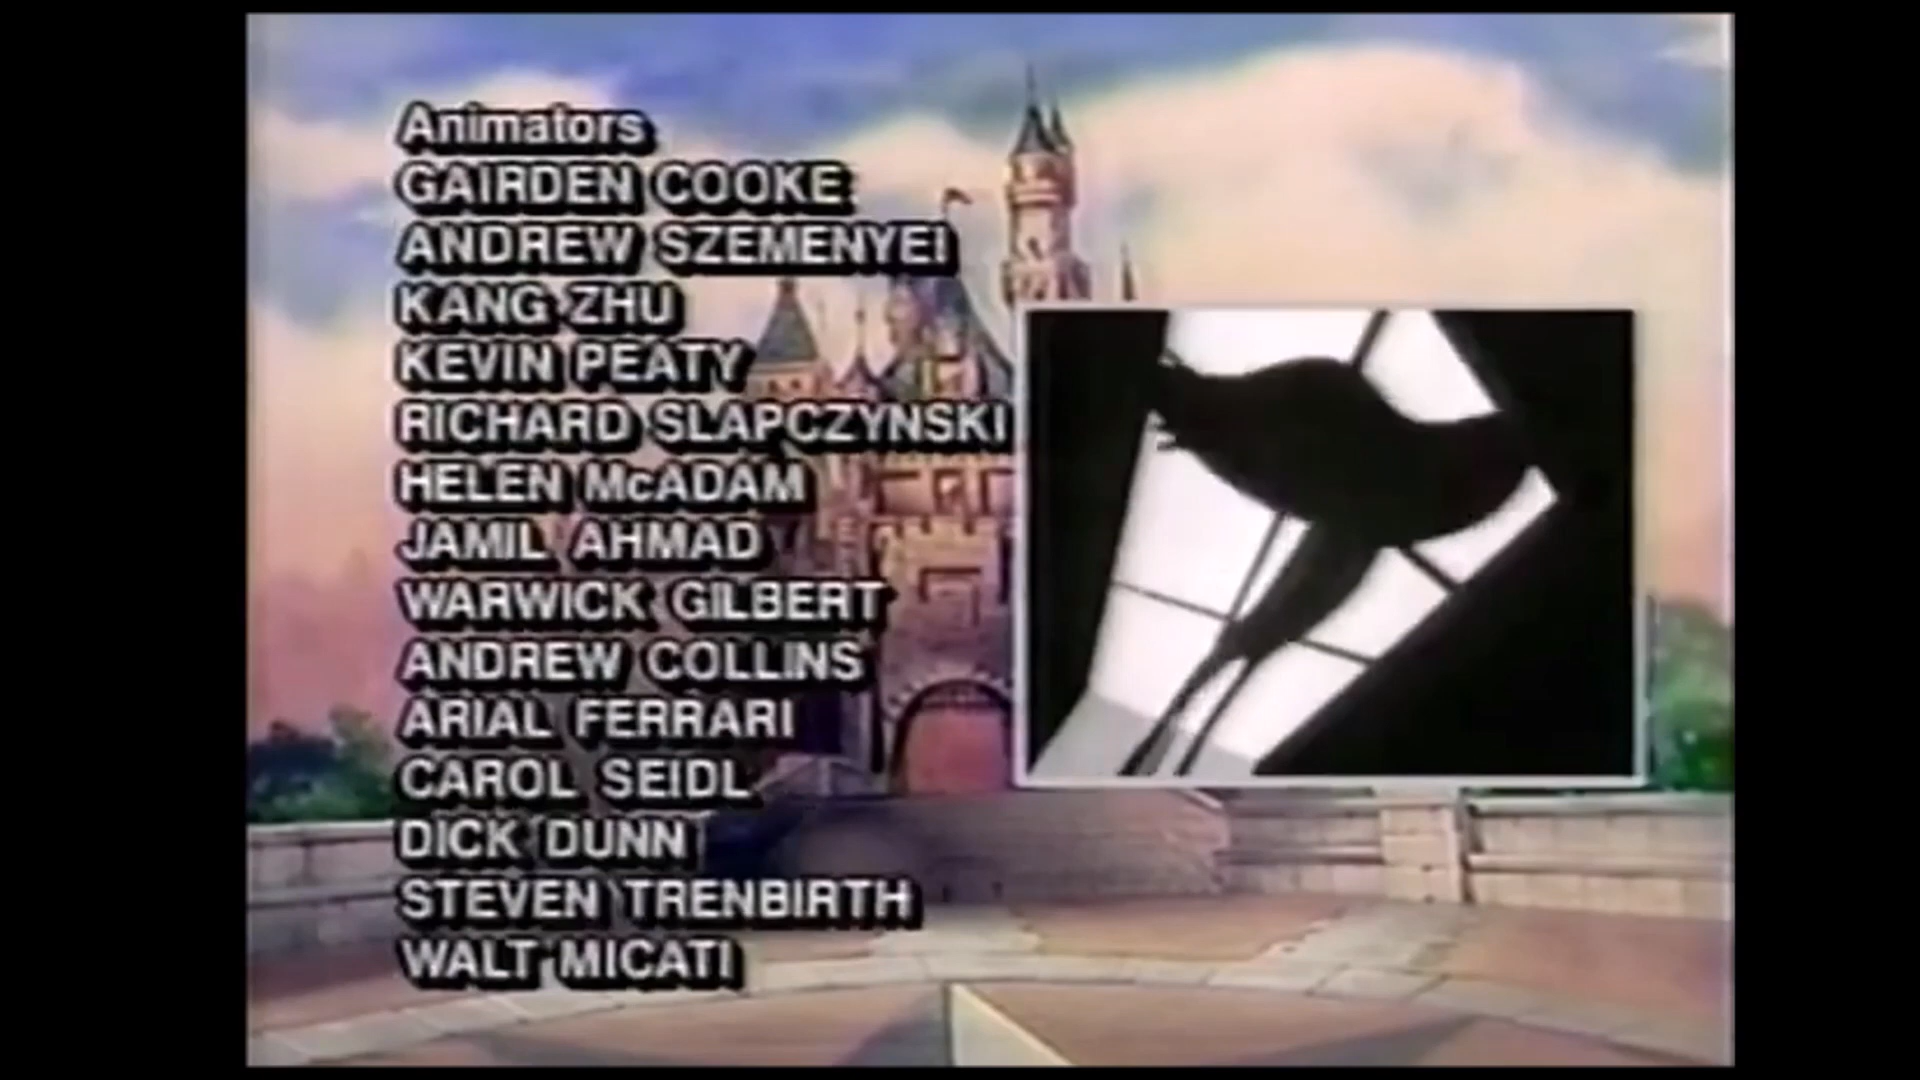 Animators
GAIRDEN COOKE
ANDREW SZEMENYEI
KANG ZHU
KEVIN PEATY
RICHARD SLAPCZYNSKI
HELEN McADAM
JAMIL AHMAD
WARWICK GILBERT
ANDREW COLLINS
ARIAL FERRARI
CAROL SEIDL
DICK DUNN
STEVEN TRENBIRTH
WALT MICATI